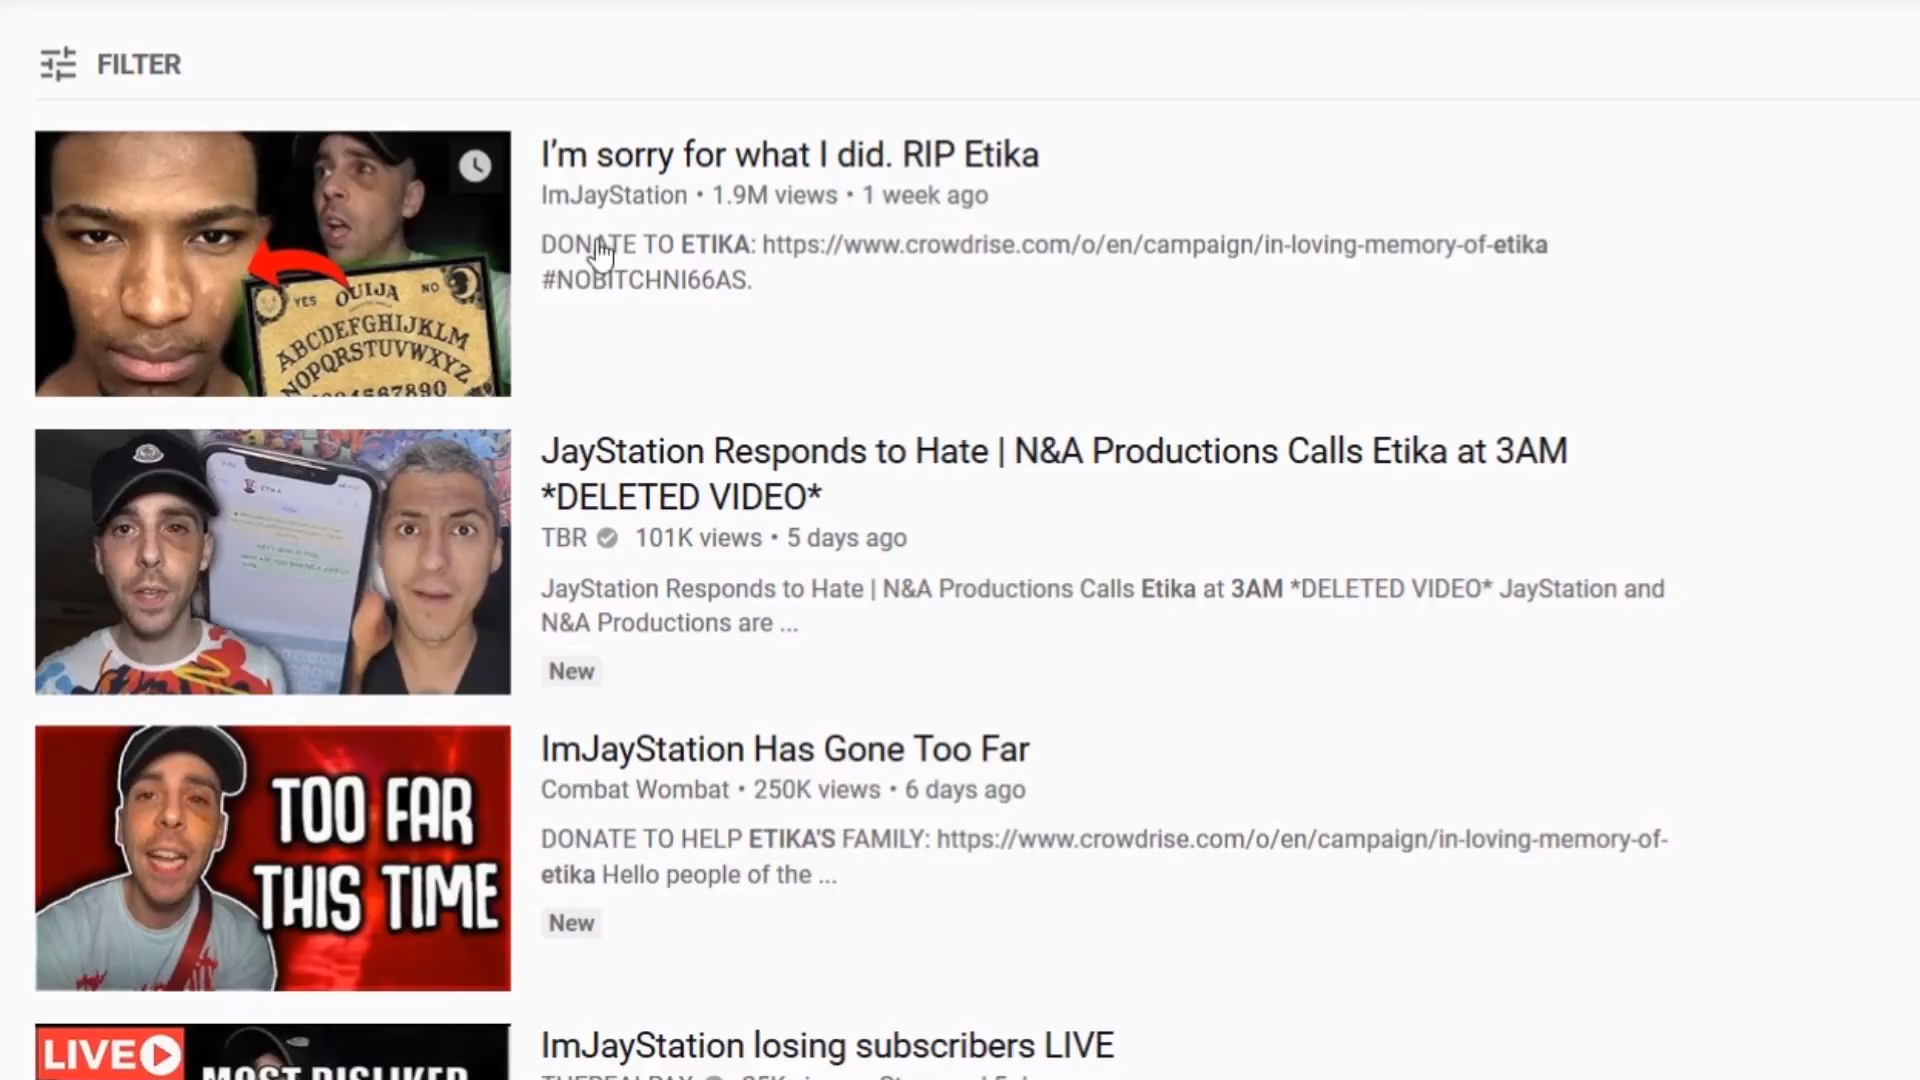 FILTER
I'm sorry for what I did. RIP Etika
ImJayStation • 1.9M views • 1 week ago
DONATE TO ETIKA: https://www.crowdrise.com/o/en/campaign/in-loving-memory-of-etika
#NOBITCHNI66AS.
YES OUIJA NO
ABCDEFGHIJKLM
NOPQRSTUVWXYZ
1234567890
JayStation Responds to Hate | N&A Productions Calls Etika at 3AM
*DELETED VIDEO*
TBR 101K views • 5 days ago
JayStation Responds to Hate | N&A Productions Calls Etika at 3AM *DELETED VIDEO* JayStation and
N&A Productions are ...
New
ImJayStation Has Gone Too Far
Combat Wombat • 250K views • 6 days ago
DONATE TO HELP ETIKA'S FAMILY: https://www.crowdrise.com/o/en/campaign/in-loving-memory-of-
etika Hello people of the ...
New
TOO FAR
THIS TIME
ImJayStation losing subscribers LIVE
LIVE
MOST DISLIKED